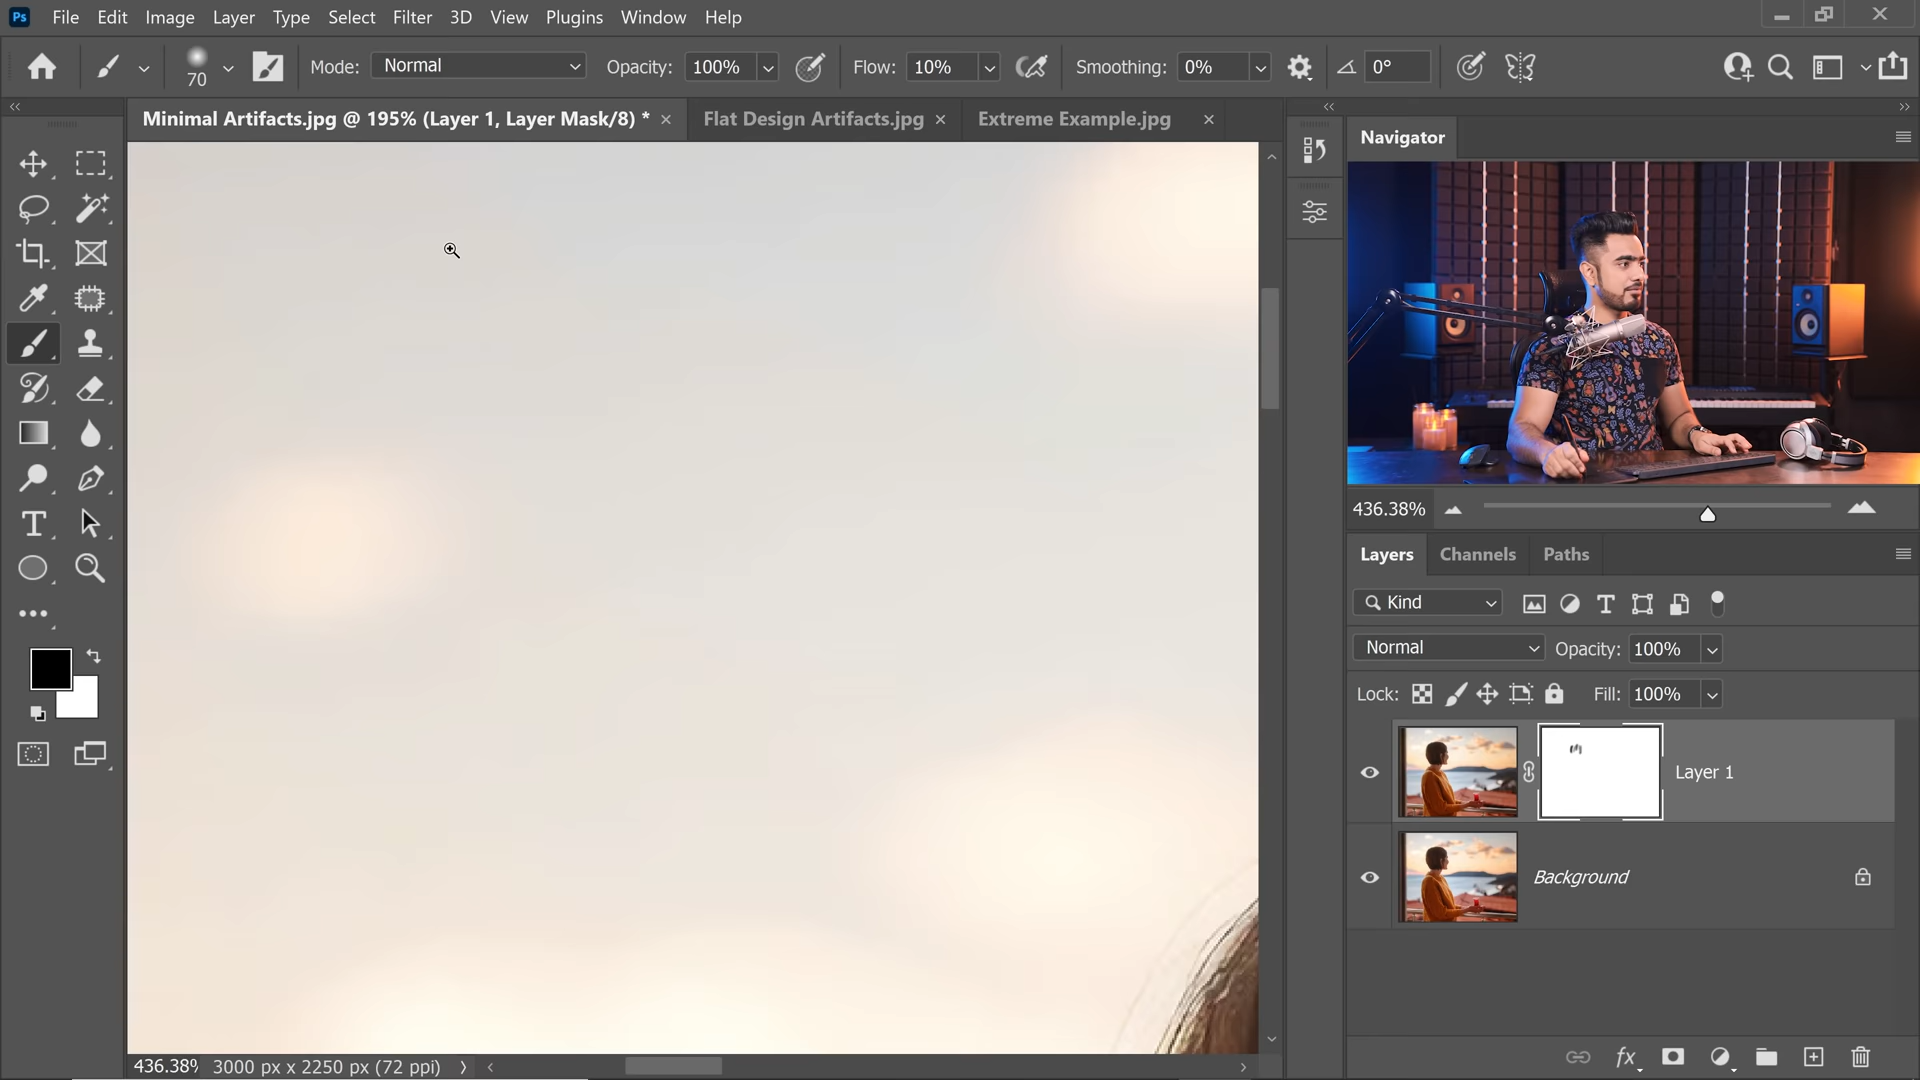 Ps File Edit Image Layer Select Type Filter 3D View Plugins Window Help
70 Mode: Normal Opacity: 100% Flow: 10% Smoothing: 0% 0°
Minimal Artifacts.jpg @ 195% (Layer 1, Layer Mask/8) * Flat Design Artifacts.jpg Extreme Example.jpg
Navigator
436.38%
Layers Channels Paths
Kind
Normal Opacity: 100%
Lock: Fill: 100%
Layer 1
Background
fx
436.38% 3000 px x 2250 px (72 ppi)